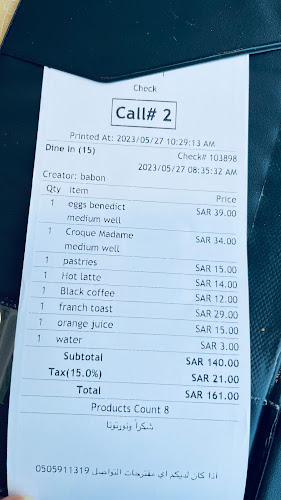 Check
Call# 2
Printed At: 2023/05/27 10:29:13 AM
Dine In (15) Check# 103898
2023/05/27 08:35:32 AM
Creator: babon
Qty Item Price
1 eggs benedict SAR 39.00
medium well
1 Croque Madame SAR 34.00
medium well
1 pastries SAR 15.00
1 Hot latte SAR 14.00
1 Black coffee SAR 12.00
1 franch toast SAR 29.00
1 orange juice SAR 15.00
1 water SAR 3.00
Subtotal SAR 140.00
Tax(15.0%) SAR 21.00
Total SAR 161.00
Products Count 8
شكراً ونورتونا
اذا كان لديكم اي مقترحات التواصل 0505911319